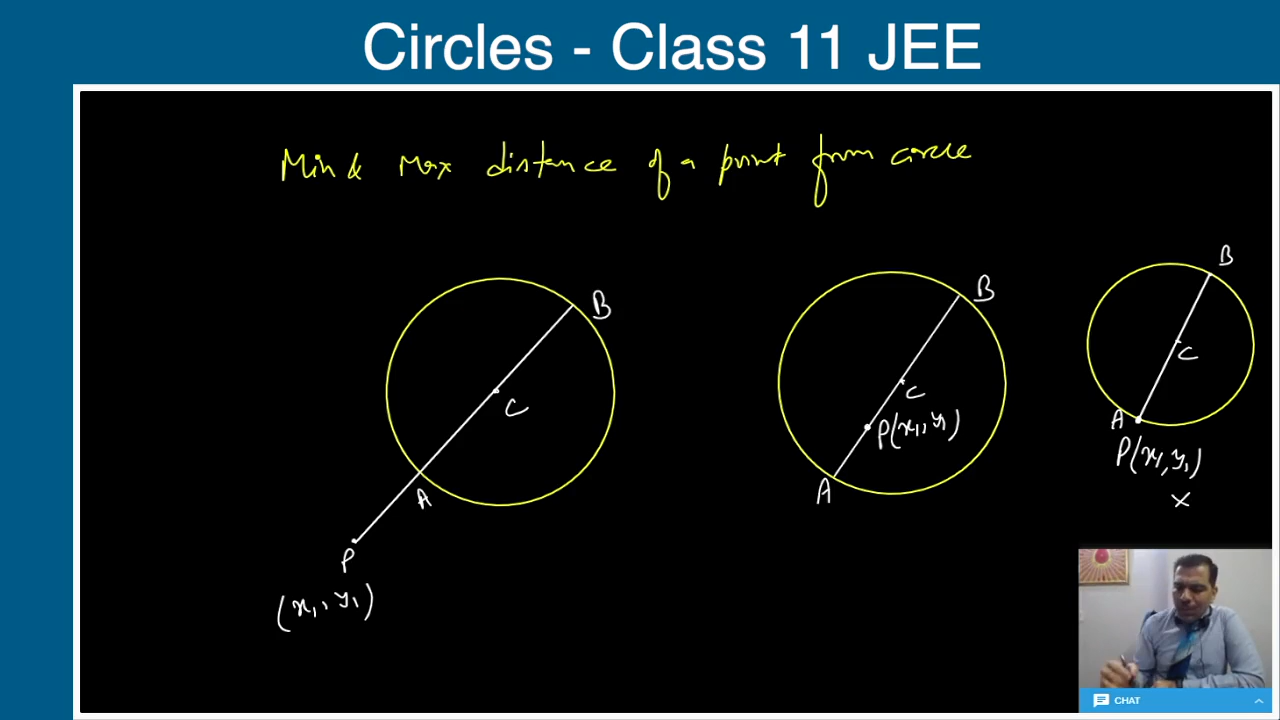 Circles - Class 11 JEE
Min & Max distance of a point from circle
B
C
A
P
(x₁, y₁)
B
C
P(x₁, y₁)
A
B
C
A
P(x₁, y₁)
x
CHAT